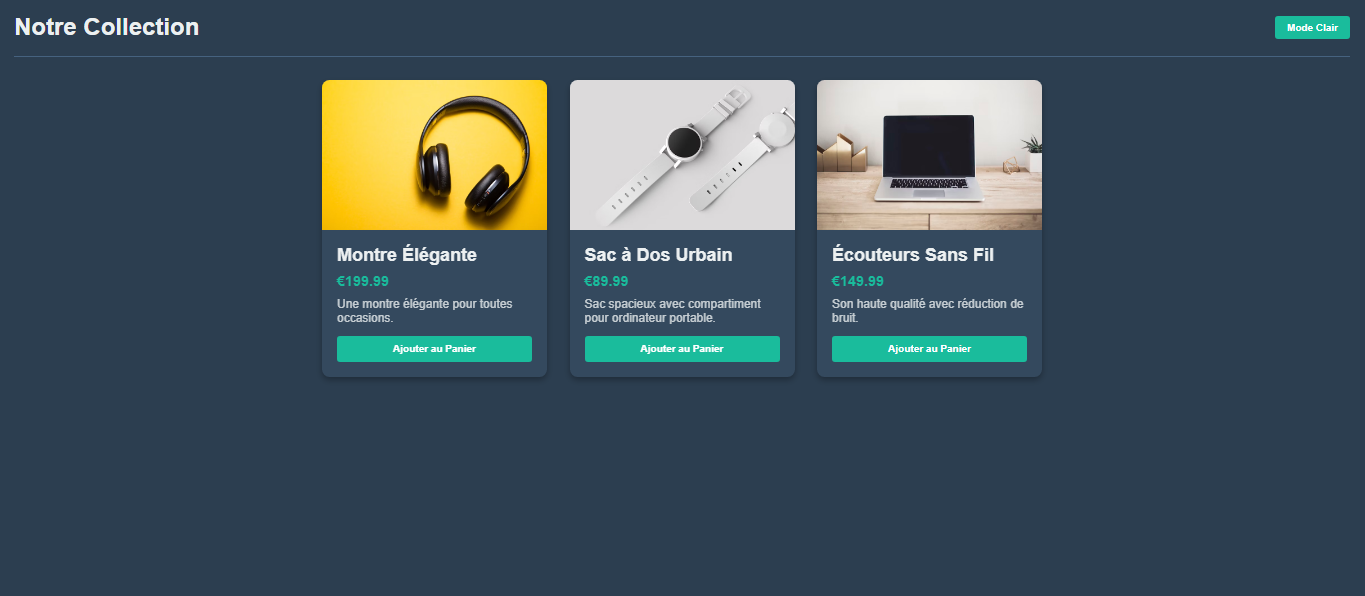 Notre Collection
Mode Clair
Montre Élégante
€199.99
Une montre élégante pour toutes
occasions.
Ajouter au Panier
Sac à Dos Urbain
€89.99
Sac spacieux avec compartiment
pour ordinateur portable.
Ajouter au Panier
Écouteurs Sans Fil
€149.99
Son haute qualité avec réduction de
bruit.
Ajouter au Panier